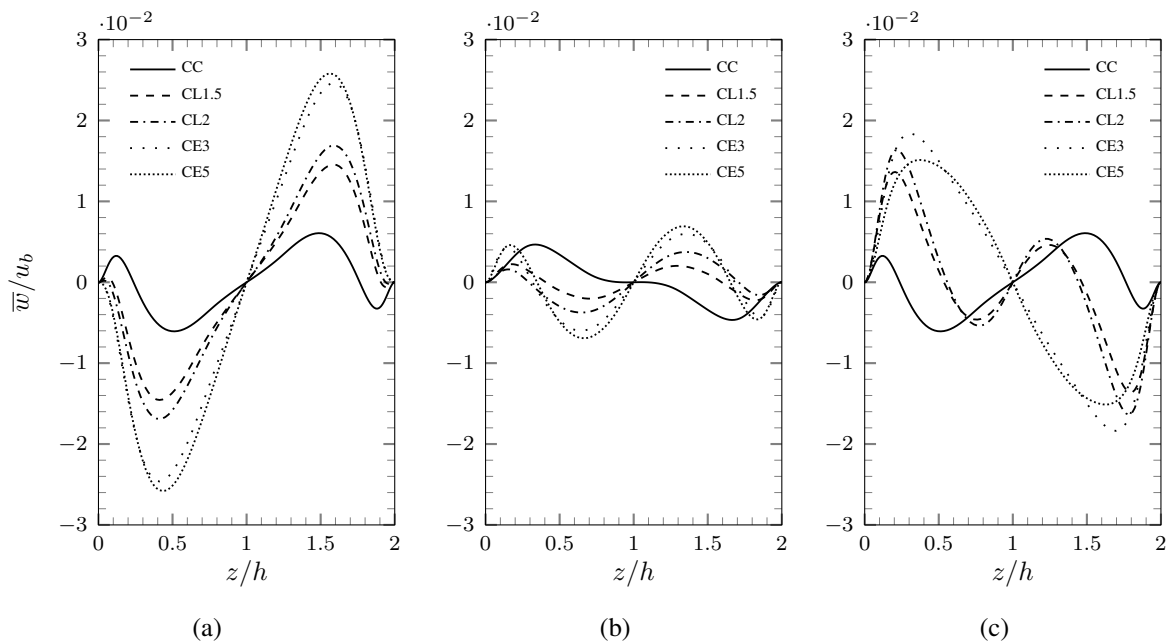 ·10⁻² ·10⁻² ·10⁻²
3 3 3
CC CC CC
CL1.5 CL1.5 CL1.5
CL2 CL2 CL2
CE3 CE3 CE3
CE5 CE5 CE5
2 2 2
1 1 1
w̅/u_b
0 0 0
−1 −1 −1
−2 −2 −2
−3 −3 −3
0 0.5 1 1.5 2 0 0.5 1 1.5 2 0 0.5 1 1.5 2
z/h z/h z/h
(a) (b) (c)